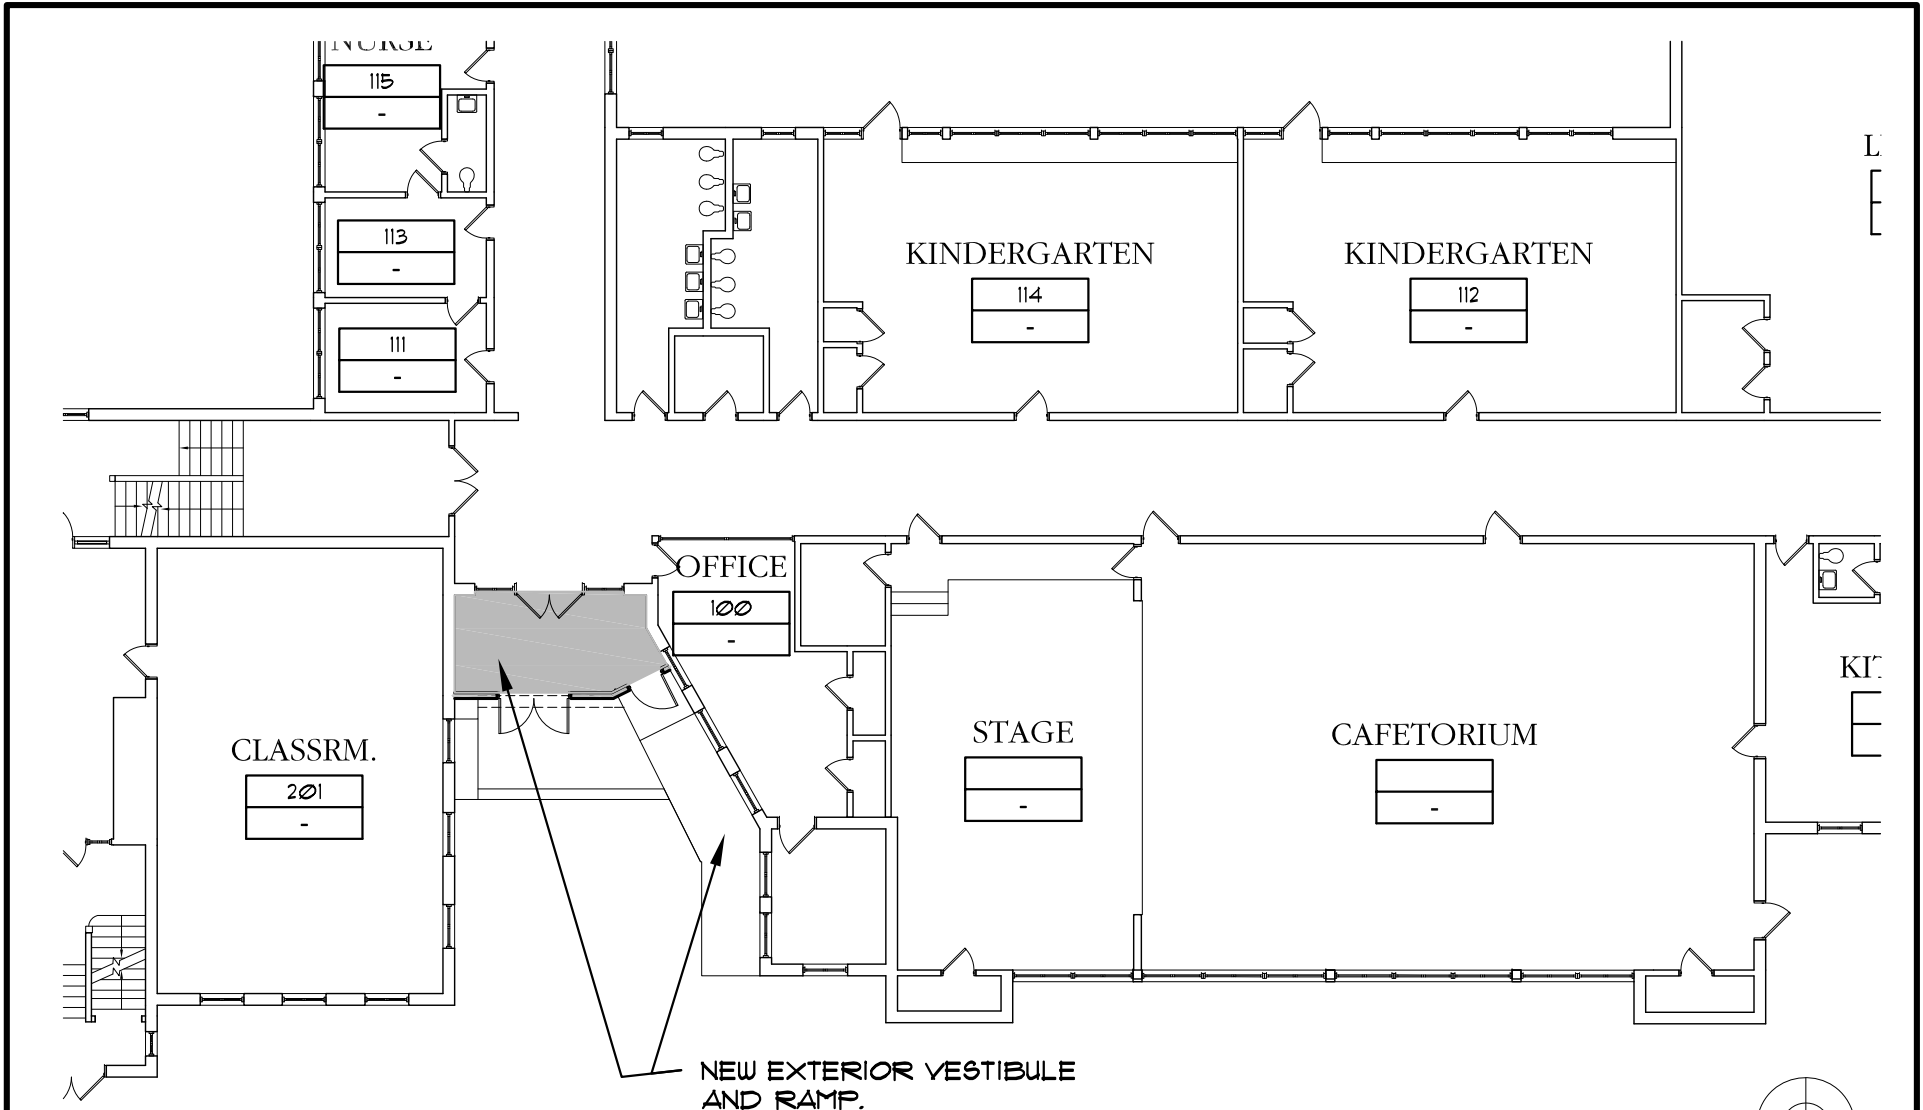 NURSE
115
-
113
-
111
-
KINDERGARTEN
114
-
KINDERGARTEN
112
-
OFFICE
100
-
CLASSRM.
201
-
STAGE
-
CAFETORIUM
-
NEW EXTERIOR VESTIBULE
AND RAMP.